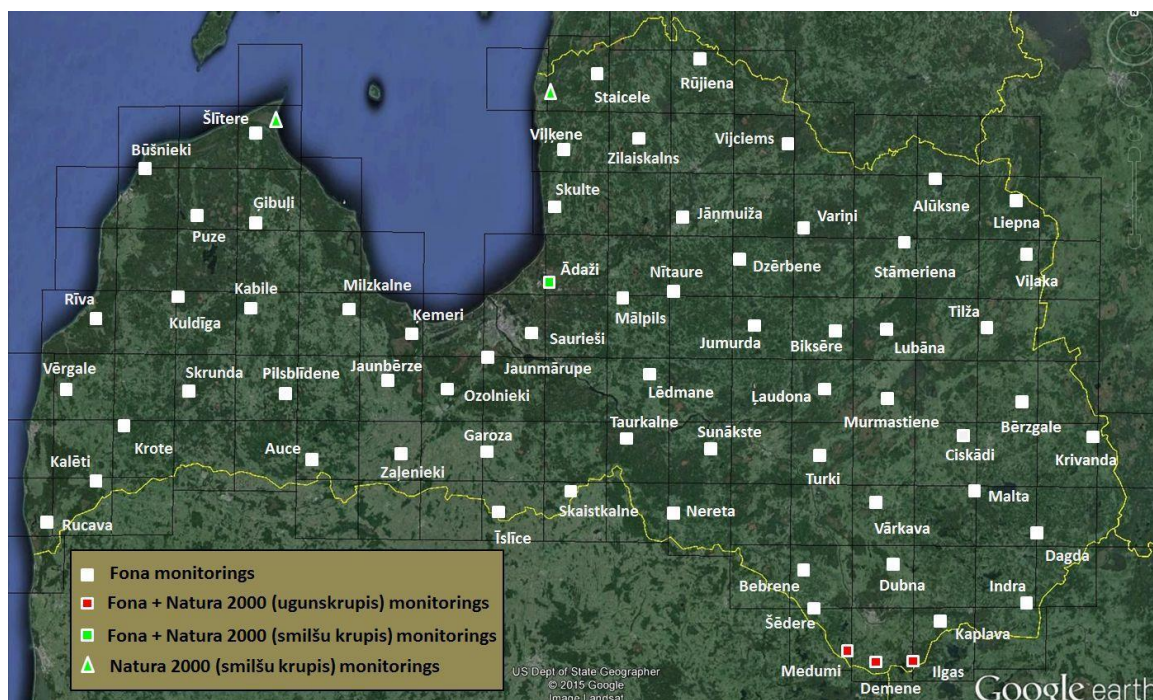 Rūjiena
Staicele
Šlītere
Viļķene
Zilaiskalns
Vijciems
Būšnieki
Skulte
Alūksne
Liepna
Ģibuļi
Puze
Jāņmuiža
Variņi
Ādaži
Nītaure
Dzērbene
Stāmeriena
Viļaka
Rīva
Kuldīga
Kabile
Milzkalne
Ķemeri
Mālpils
Tilža
Saurieši
Jumurda
Biksēre
Lubāna
Vērgale
Skrunda
Pilsblīdene
Jaunbērze
Jaunmārupe
Ozolnieki
Lēdmane
Ļaudona
Murmastiene
Bērzgale
Krote
Auce
Garoza
Taurkalne
Sunākste
Ciskādi
Krivanda
Kalēti
Zaļenieki
Turki
Rucava
Īslīce
Skaistkalne
Nereta
Vārkava
Malta
Dagda
Bebrene
Dubna
Indra
Šēdere
Kaplava
Medumi
Demene
Ilgas
Fona monitorings
Fona + Natura 2000 (ugunskrupis) monitorings
Fona + Natura 2000 (smilšu krupis) monitorings
Natura 2000 (smilšu krupis) monitorings
US Dept of State Geographer
© 2015 Google
Image Landsat
Google earth